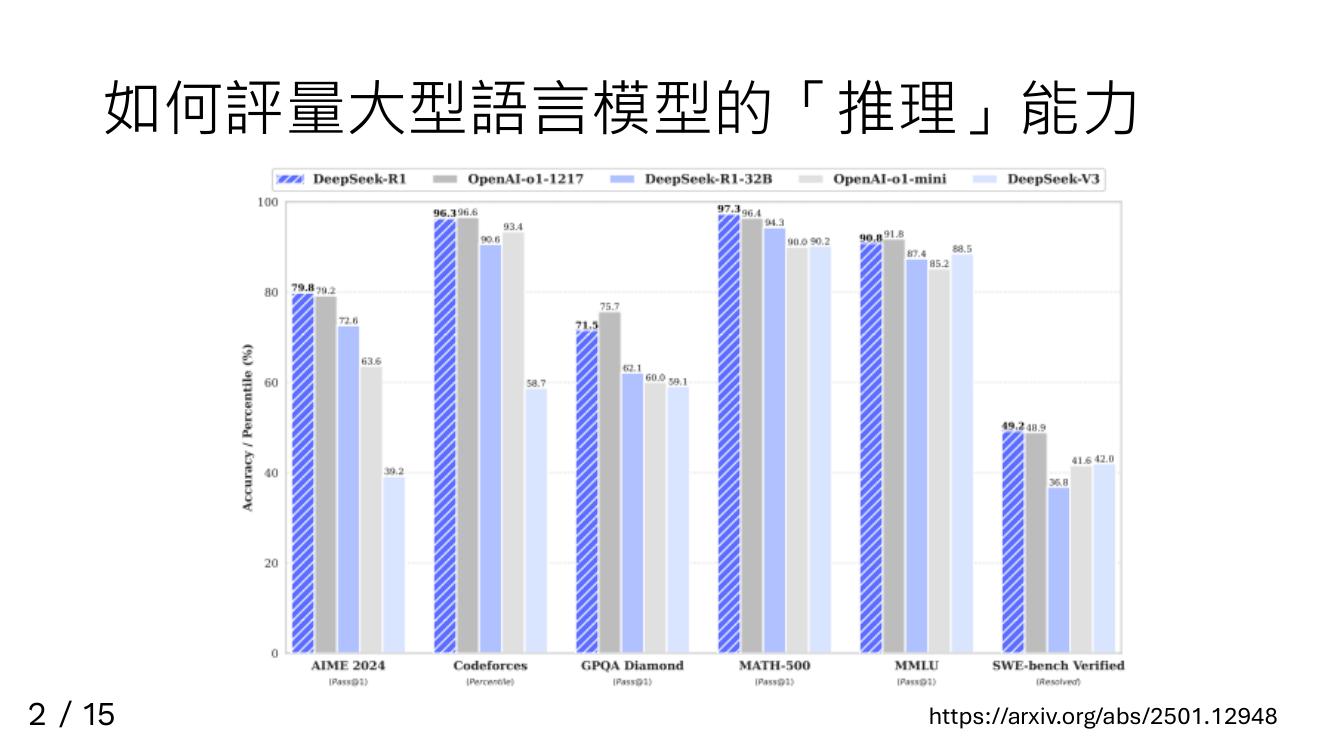 如何評量大型語言模型的「推理」能力
DeepSeek-R1 OpenAI-o1-1217 DeepSeek-R1-32B OpenAI-o1-mini DeepSeek-V3
Accuracy / Percentile (%)
100
80
60
40
20
0
79.8 79.2 72.6 63.6 39.2
96.3 96.6 90.6 93.4 58.7
71.5 75.7 62.1 60.0 59.1
97.3 96.4 94.3 90.0 90.2
90.8 91.8 87.4 85.2 88.5
49.2 48.9 36.8 41.6 42.0
AIME 2024 Codeforces GPQA Diamond MATH-500 MMLU SWE-bench Verified
(Pass@1) (Percentile) (Pass@1) (Pass@1) (Pass@1) (Resolved)
2 / 15
https://arxiv.org/abs/2501.12948